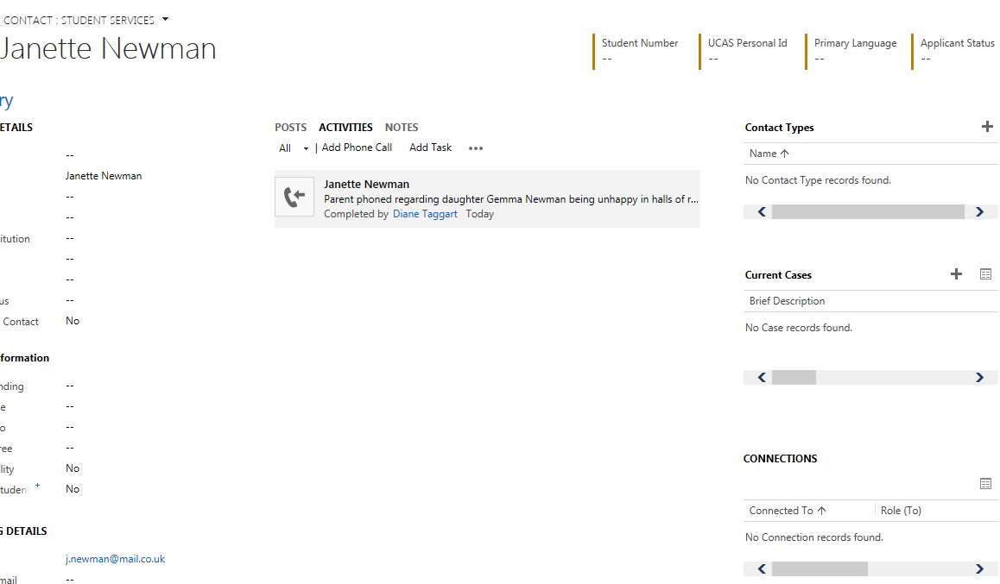 CONTACT : STUDENT SERVICES
Janette Newman
Student Number
--
UCAS Personal Id
--
Primary Language
--
Applicant Status
--
ry
ETAILS
--
Janette Newman
--
--
itution --
--
--
us --
Contact No
formation
nding --
e --
o --
ree --
lity No
tuden + No
G DETAILS
j.newman@mail.co.uk
mail --
POSTS ACTIVITIES NOTES
All | Add Phone Call Add Task •••
Janette Newman
Parent phoned regarding daughter Gemma Newman being unhappy in halls of r...
Completed by Diane Taggart Today
Contact Types
Name
No Contact Type records found.
Current Cases
Brief Description
No Case records found.
CONNECTIONS
Connected To Role (To)
No Connection records found.